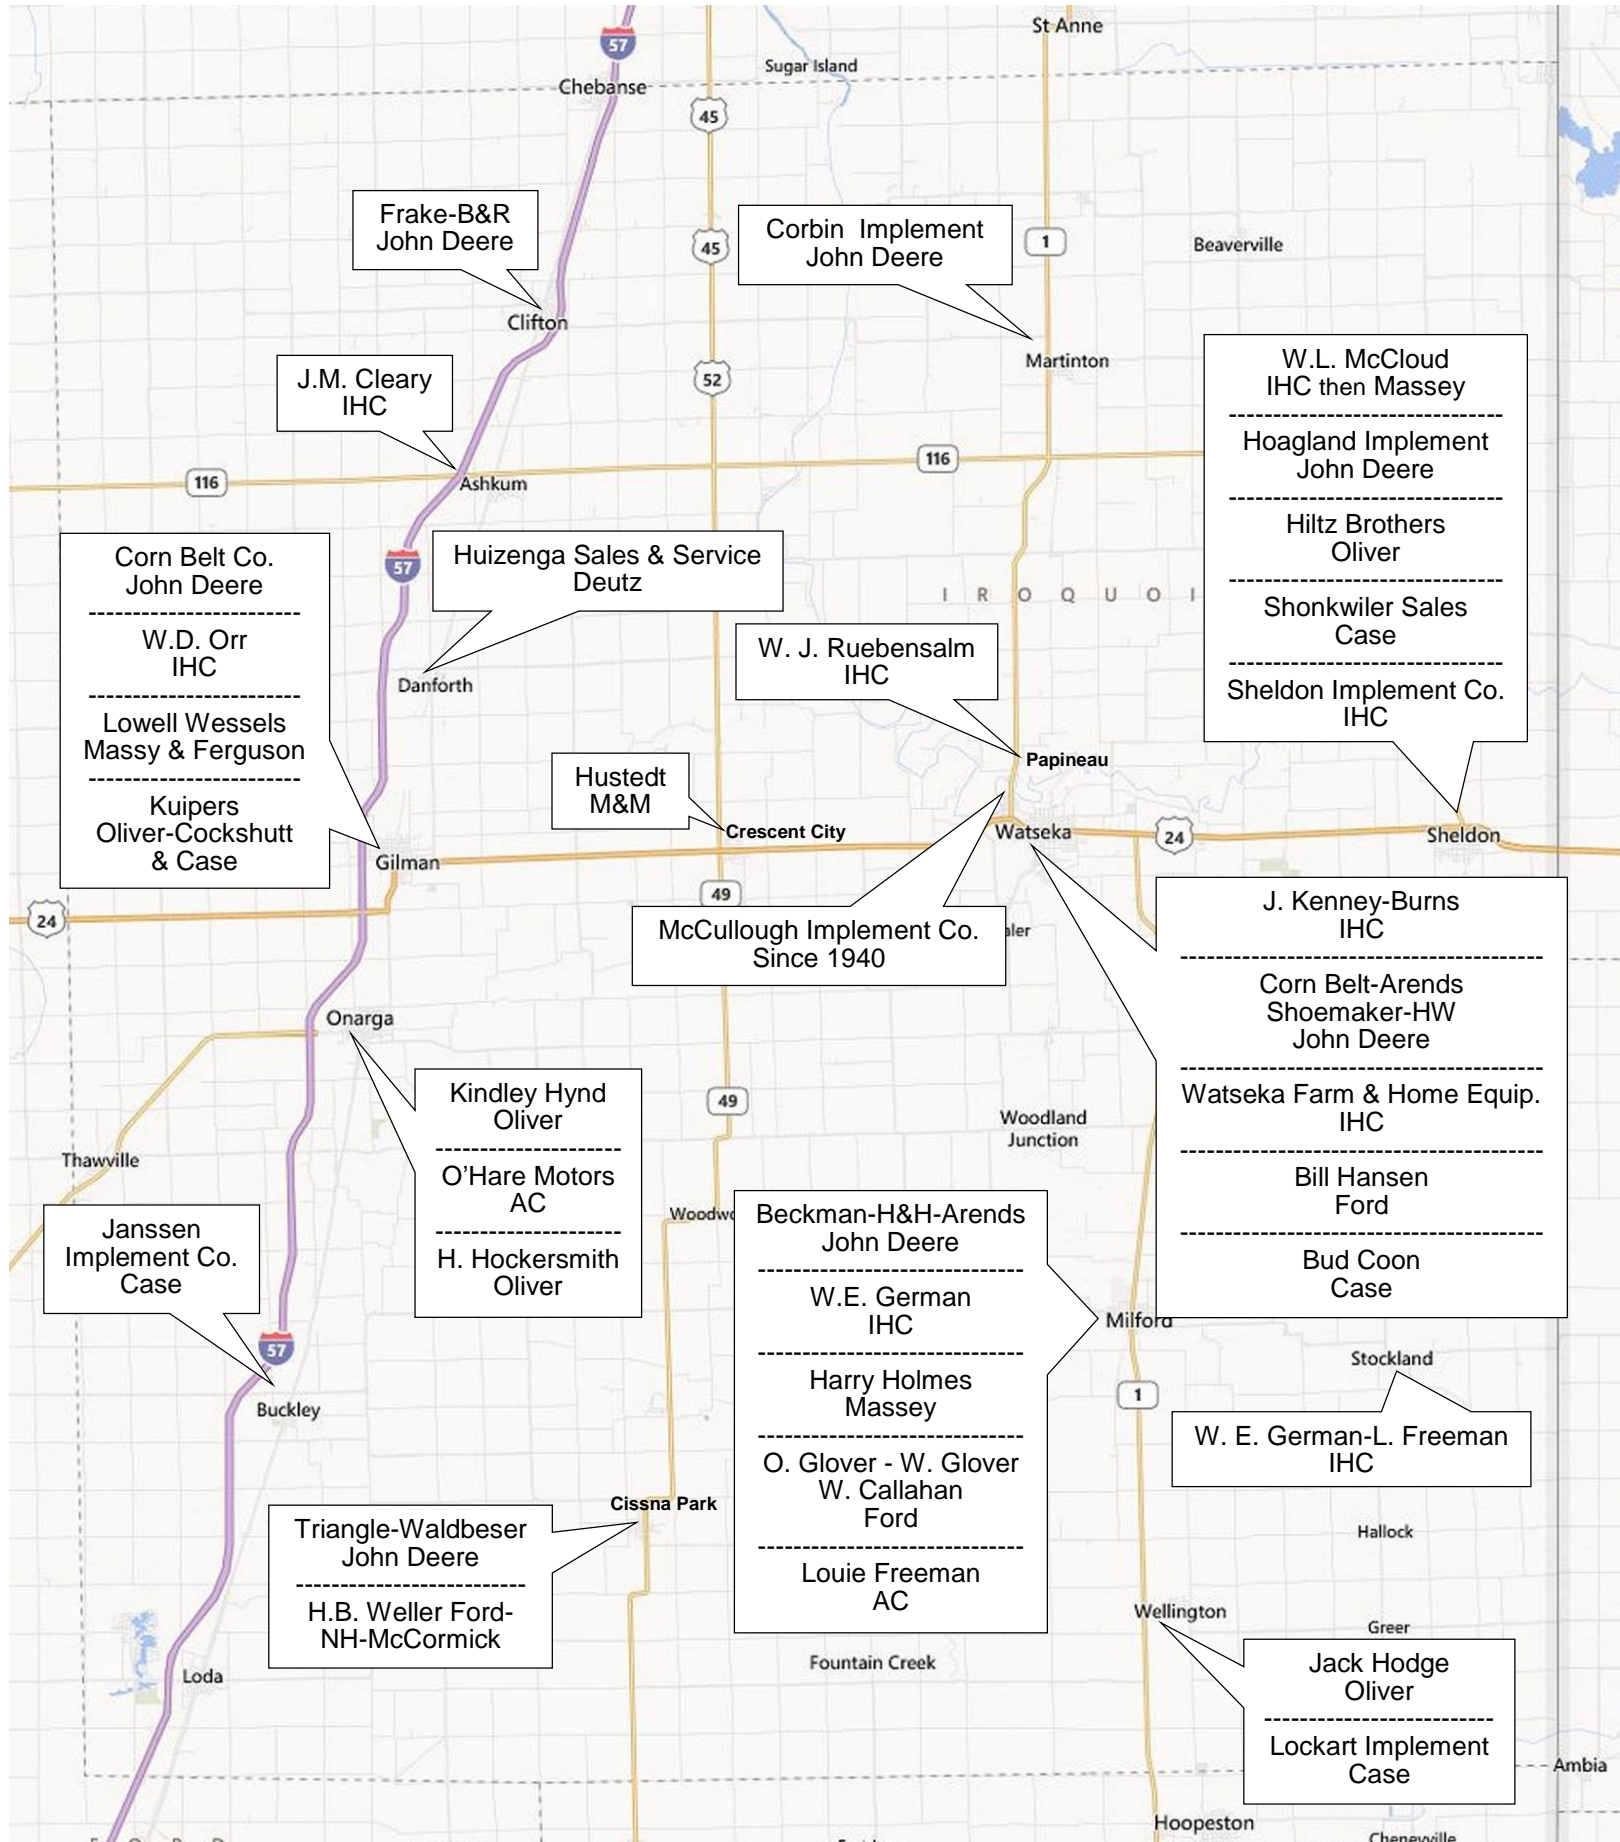 57
St Anne
Sugar Island
Chebanse
45
Frake-B&R
John Deere
Corbin Implement
John Deere
45
1
Beaverville
Clifton
Martinton
J.M. Cleary
IHC
52
W.L. McCloud
IHC then Massey
------------------------------
Hoagland Implement
John Deere
------------------------------
Hiltz Brothers
Oliver
------------------------------
Shonkwiler Sales
Case
------------------------------
Sheldon Implement Co.
IHC
116
116
Ashkum
57
Corn Belt Co.
John Deere
------------------------
W.D. Orr
IHC
------------------------
Lowell Wessels
Massy & Ferguson
------------------------
Kuipers
Oliver-Cockshutt
& Case
Huizenga Sales & Service
Deutz
I R O Q U O I
W. J. Ruebensalm
IHC
Danforth
Papineau
Hustedt
M&M
Crescent City
Watseka
24
Sheldon
Gilman
49
24
McCullough Implement Co.
Since 1940
J. Kenney-Burns
IHC
----------------------------------------
Corn Belt-Arends
Shoemaker-HW
John Deere
----------------------------------------
Watseka Farm & Home Equip.
IHC
----------------------------------------
Bill Hansen
Ford
----------------------------------------
Bud Coon
Case
Onarga
Kindley Hynd
Oliver
--------------------
O'Hare Motors
AC
--------------------
H. Hockersmith
Oliver
49
Woodland
Junction
Thawville
Janssen
Implement Co.
Case
Beckman-H&H-Arends
John Deere
------------------------------
W.E. German
IHC
------------------------------
Harry Holmes
Massey
------------------------------
O. Glover - W. Glover
W. Callahan
Ford
------------------------------
Louie Freeman
AC
Milford
57
Stockland
1
Buckley
W. E. German-L. Freeman
IHC
Cissna Park
Triangle-Waldbeser
John Deere
-------------------------
H.B. Weller Ford-
NH-McCormick
Hallock
Wellington
Greer
Fountain Creek
Loda
Jack Hodge
Oliver
-------------------------
Lockart Implement
Case
Ambia
Hoopeston
Cheneyville